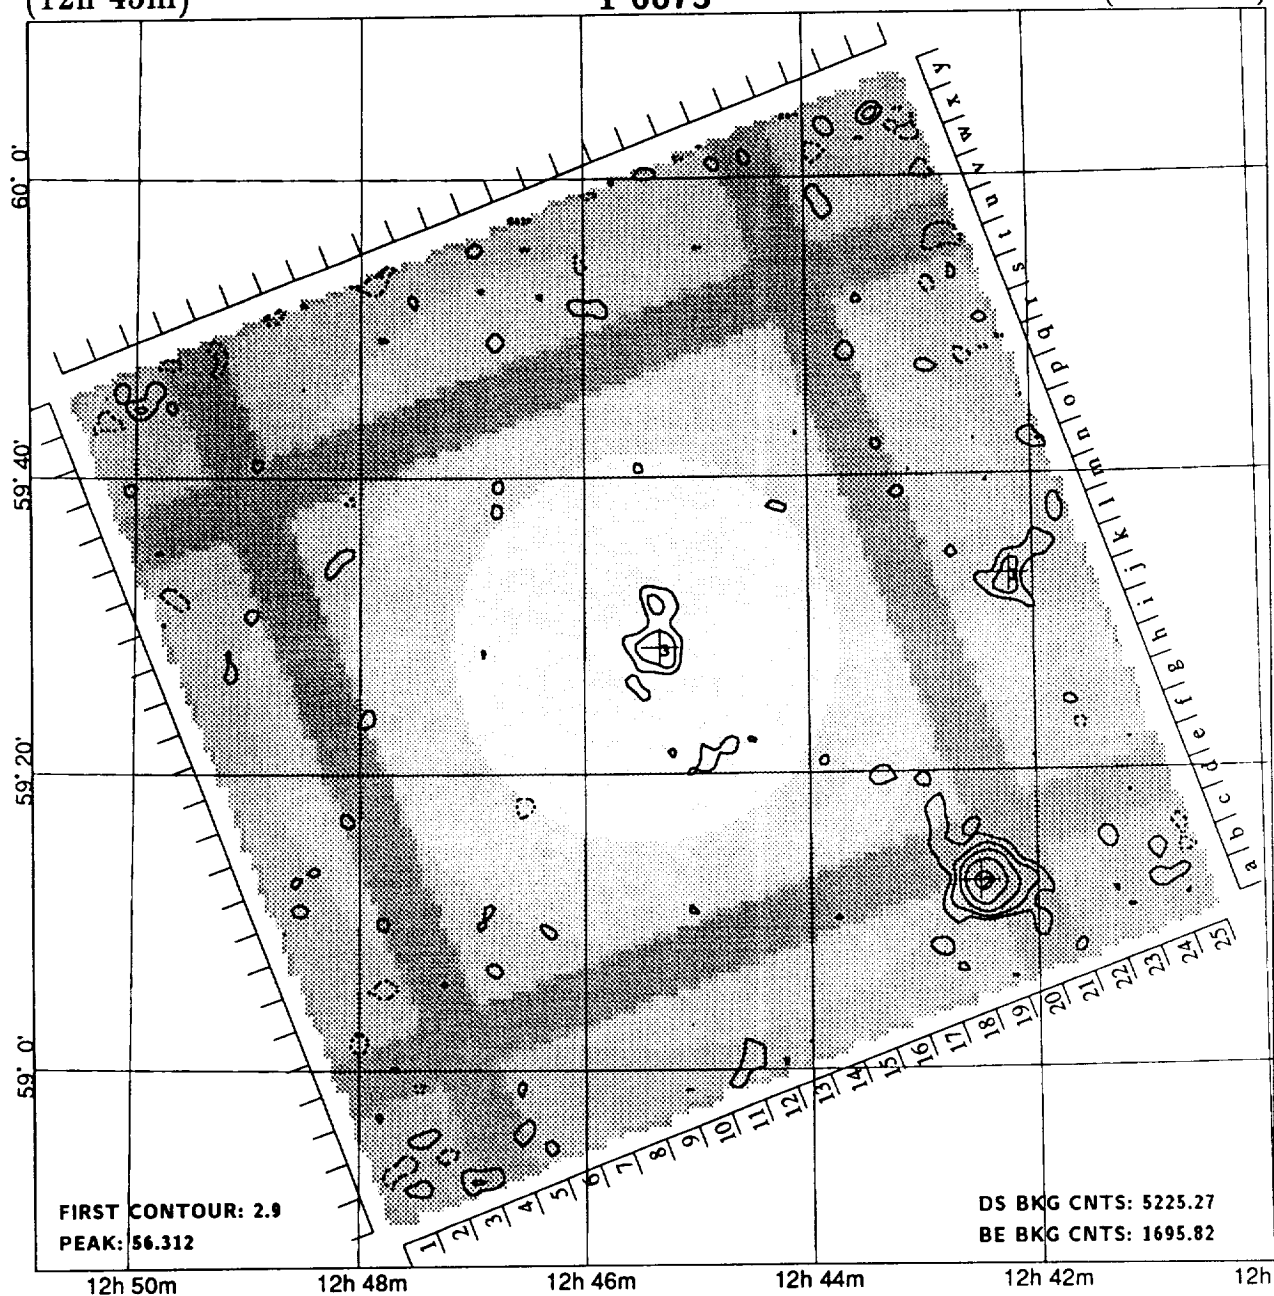 (12h 45m)
60° 0'
59° 40'
59° 20'
59° 0'
a|b|c|d|e|f|g|h|i|j|k|l|m|n|o|p|q|r|s|t|u|v|w|x|y
1| 2| 3| 4| 5| 6| 7| 8| 9| 10| 11| 12| 13| 14| 15| 16| 17| 18| 19| 20| 21| 22| 23| 24| 25
3
FIRST CONTOUR: 2.9
PEAK: 56.312
DS BKG CNTS: 5225.27
BE BKG CNTS: 1695.82
12h 50m 12h 48m 12h 46m 12h 44m 12h 42m 12h